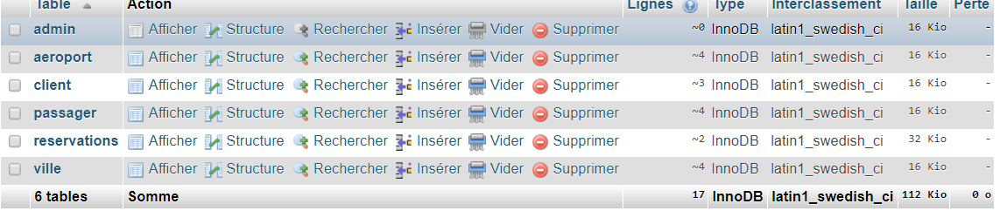 Table Action Lignes Type Interclassement Taille Perte
admin Afficher Structure Rechercher Insérer Vider Supprimer ~0 InnoDB latin1_swedish_ci 16 Kio -
aeroport Afficher Structure Rechercher Insérer Vider Supprimer ~4 InnoDB latin1_swedish_ci 16 Kio -
client Afficher Structure Rechercher Insérer Vider Supprimer ~3 InnoDB latin1_swedish_ci 16 Kio -
passager Afficher Structure Rechercher Insérer Vider Supprimer ~4 InnoDB latin1_swedish_ci 16 Kio -
reservations Afficher Structure Rechercher Insérer Vider Supprimer ~2 InnoDB latin1_swedish_ci 32 Kio -
ville Afficher Structure Rechercher Insérer Vider Supprimer ~4 InnoDB latin1_swedish_ci 16 Kio -
6 tables Somme 17 InnoDB latin1_swedish_ci 112 Kio 0 o